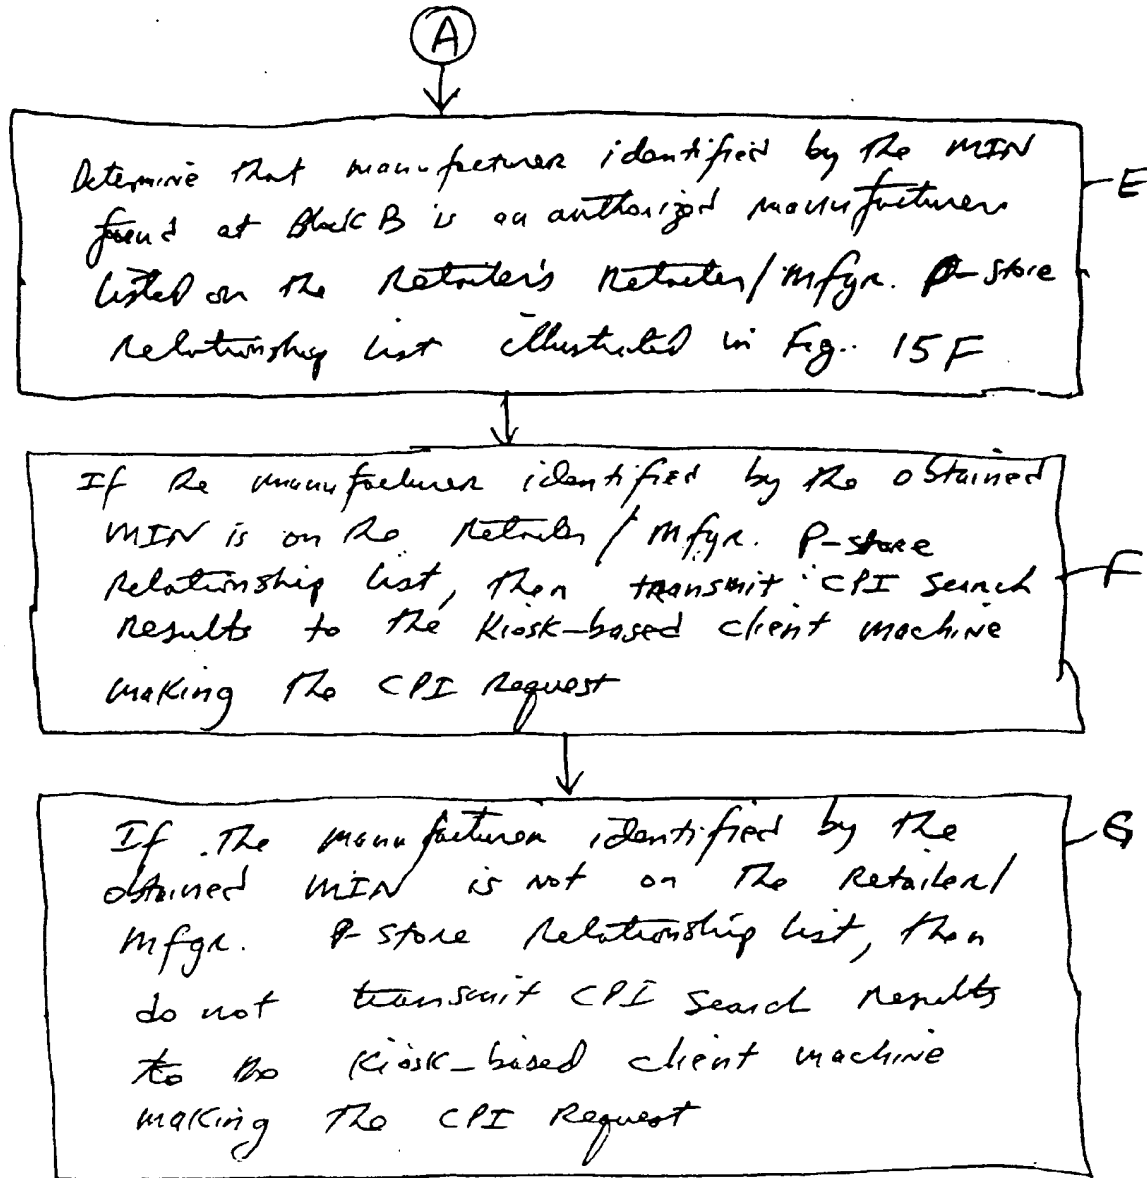 A
Determine that manufacturer identified by the MIN
found at Block B is an authorized manufacturer
listed on the Retailer's Retailer/Mfgr. P-store
Relationship list illustrated in Fig. 15F
E
If the manufacturer identified by the obtained
MIN is on the Retailer/Mfgr. P-store
Relationship list, then transmit CPI Search
Results to the Kiosk-based client machine
making the CPI Request
F
If the manufacturer identified by the
obtained MIN is not on the Retailer/
Mfgr. P-store Relationship list, then
do not transmit CPI Search Results
to the Kiosk-based client machine
making the CPI Request
G